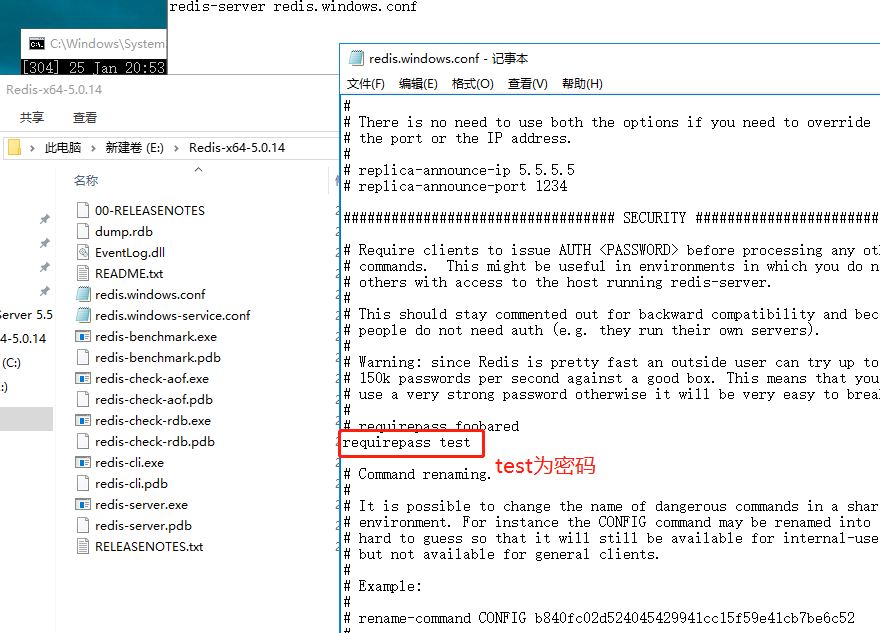 redis-server redis.windows.conf
C:\Windows\System
[304] 25 Jan 20:53
Redis-x64-5.0.14
共享 查看
此电脑 › 新建卷 (E:) › Redis-x64-5.0.14
名称
00-RELEASENOTES
dump.rdb
EventLog.dll
README.txt
redis.windows.conf
redis.windows-service.conf
redis-benchmark.exe
redis-benchmark.pdb
redis-check-aof.exe
redis-check-aof.pdb
redis-check-rdb.exe
redis-check-rdb.pdb
redis-cli.exe
redis-cli.pdb
redis-server.exe
redis-server.pdb
RELEASENOTES.txt
erver 5.5
4-5.0.14
(C:)
:)
redis.windows.conf - 记事本
文件(F) 编辑(E) 格式(O) 查看(V) 帮助(H)
#
# There is no need to use both the options if you need to override
# the port or the IP address.
#
# replica-announce-ip 5.5.5.5
# replica-announce-port 1234
################################## SECURITY #######################
# Require clients to issue AUTH <PASSWORD> before processing any ot
# commands.  This might be useful in environments in which you do n
# others with access to the host running redis-server.
#
# This should stay commented out for backward compatibility and bec
# people do not need auth (e.g. they run their own servers).
#
# Warning: since Redis is pretty fast an outside user can try up to
# 150k passwords per second against a good box. This means that you
# use a very strong password otherwise it will be very easy to brea
#
# requirepass foobared
requirepass test
test为密码
# Command renaming.
#
# It is possible to change the name of dangerous commands in a shar
# environment. For instance the CONFIG command may be renamed into
# hard to guess so that it will still be available for internal-use
# but not available for general clients.
#
# Example:
#
# rename-command CONFIG b840fc02d524045429941cc15f59e41cb7be6c52
#